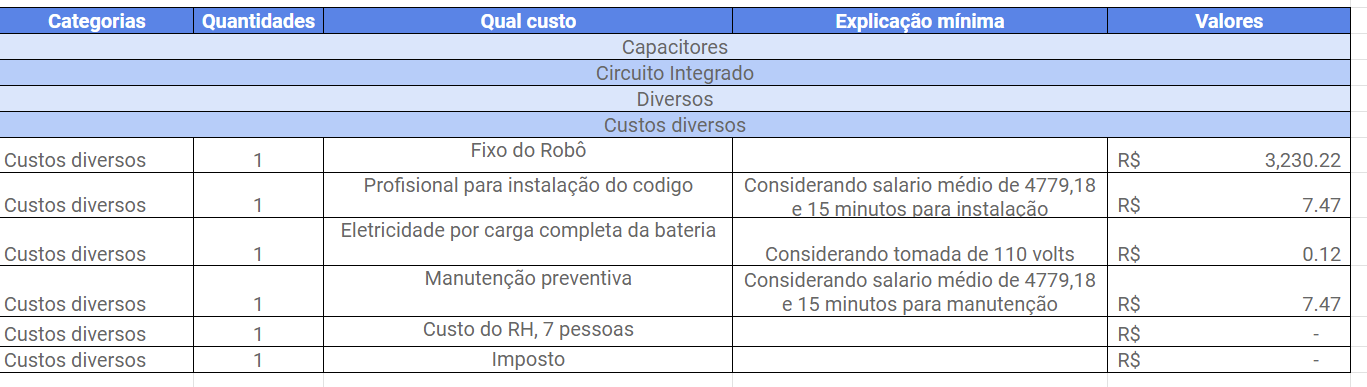 Categorias Quantidades Qual custo Explicação mínima Valores
Capacitores
Circuito Integrado
Diversos
Custos diversos
Custos diversos 1 Fixo do Robô R$ 3,230.22
Custos diversos 1 Profisional para instalação do codigo Considerando salario médio de 4779,18 e 15 minutos para instalação R$ 7.47
Custos diversos 1 Eletricidade por carga completa da bateria Considerando tomada de 110 volts R$ 0.12
Custos diversos 1 Manutenção preventiva Considerando salario médio de 4779,18 e 15 minutos para manutenção R$ 7.47
Custos diversos 1 Custo do RH, 7 pessoas R$ -
Custos diversos 1 Imposto R$ -